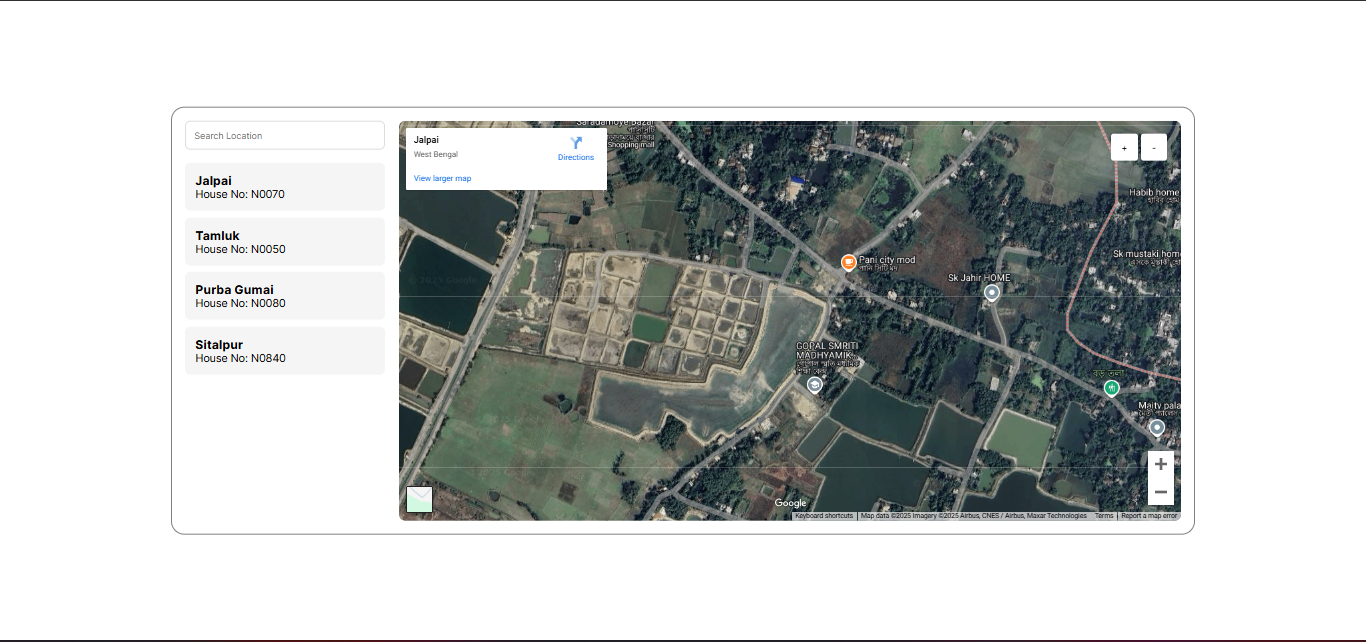 Search Location
Jalpai
House No: N0070
Tamluk
House No: N0050
Purba Gumai
House No: N0080
Sitalpur
House No: N0840
Jalpai
West Bengal
Directions
View larger map
Saradamoye Bazar
Shopping mall
+
-
Habib home
Sk mustaki home
Pani city mod
পানি সিটি মোড়
Sk Jahir HOME
GOPAL SMRITI
MADHYAMIK...
Maity pala
+
−
Google
Keyboard shortcuts
Map data ©2025 Imagery ©2025 Airbus, CNES / Airbus, Maxar Technologies
Terms
Report a map error